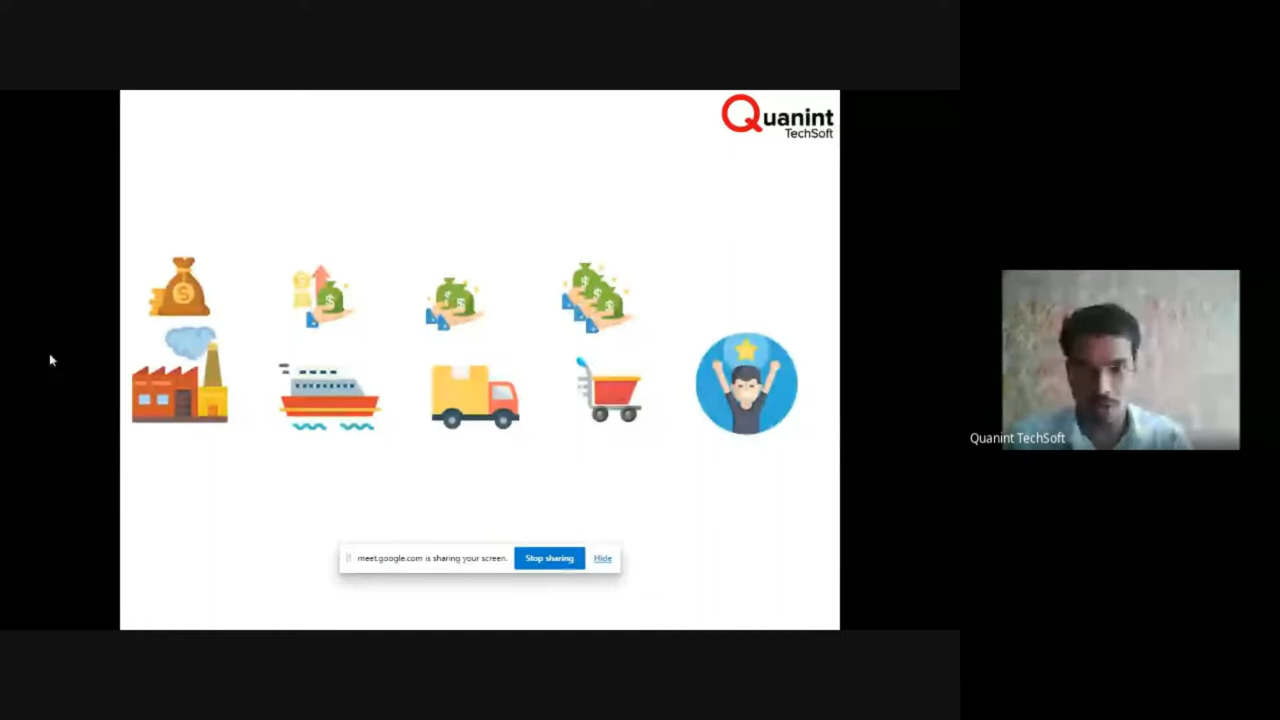 Quanint
TechSoft
meet.google.com is sharing your screen.
Stop sharing
Hide
Quanint TechSoft